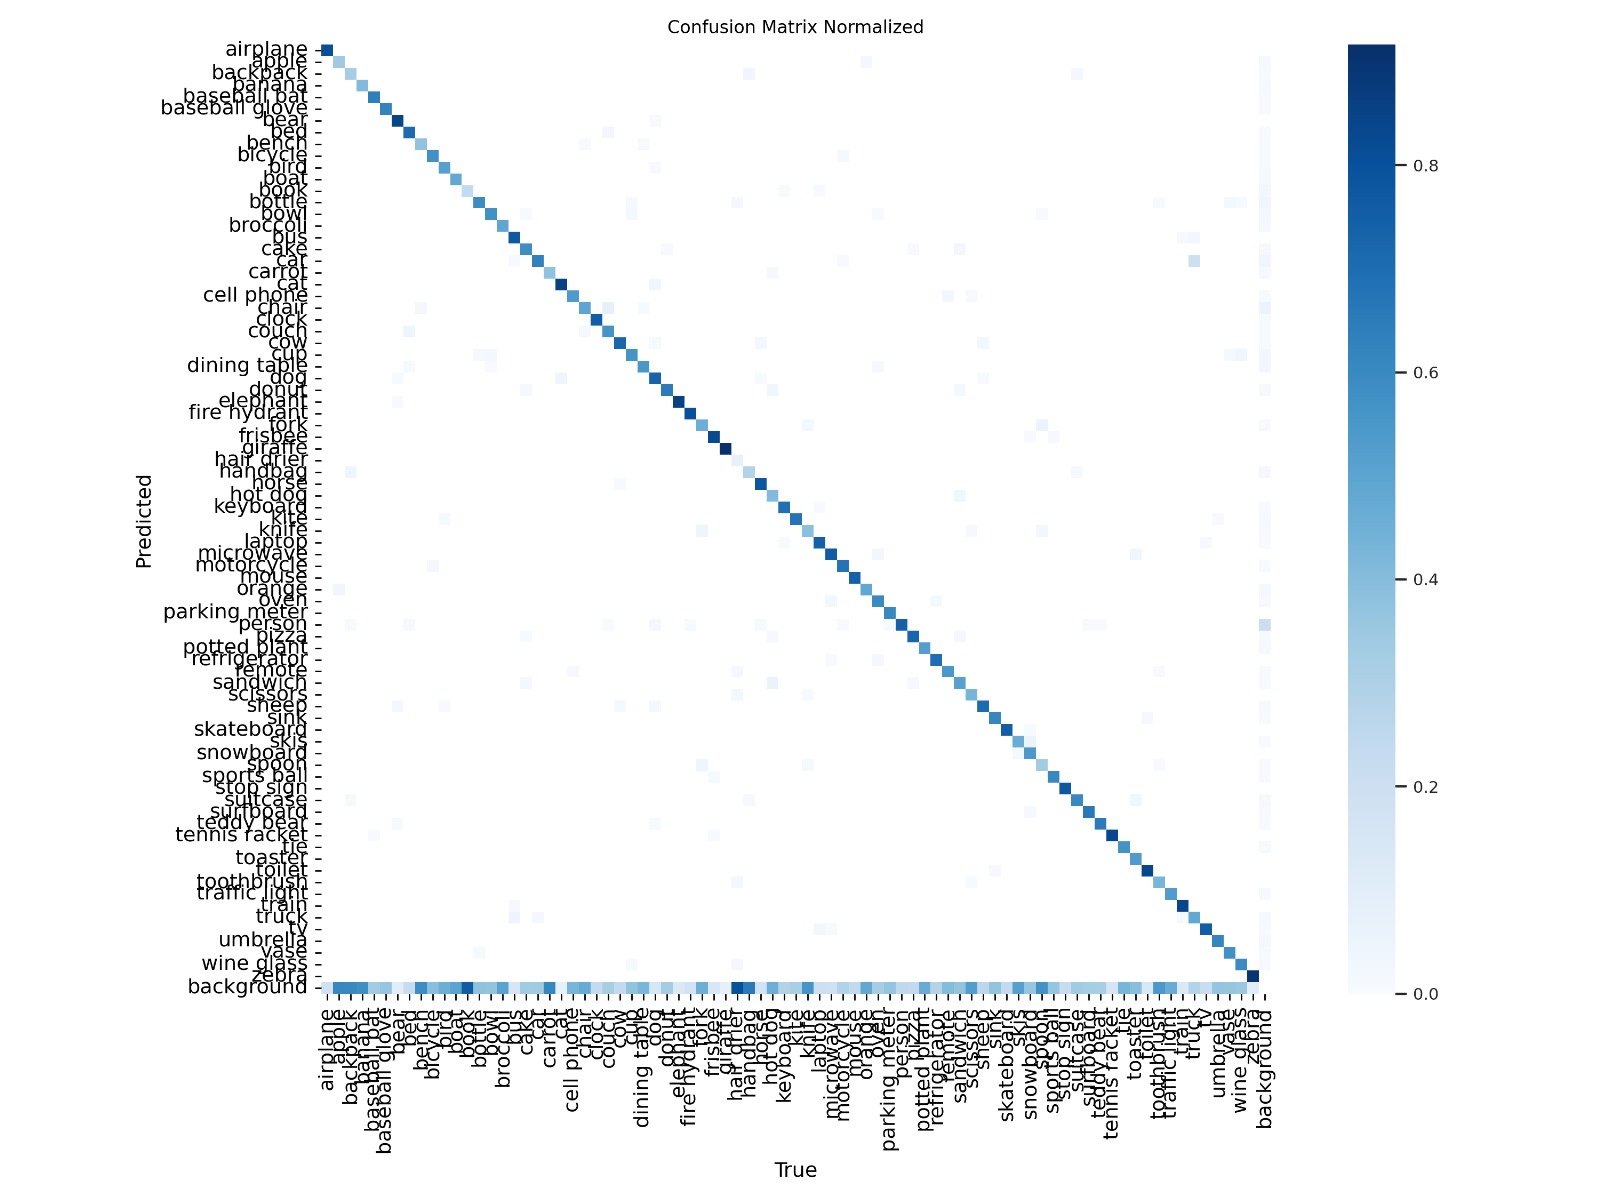 Confusion Matrix Normalized
airplane
apple
backpack
banana
baseball bat
baseball glove
bear
bed
bench
bicycle
bird
boat
book
bottle
bowl
broccoli
bus
cake
car
carrot
cat
cell phone
chair
clock
couch
cow
cup
dining table
dog
donut
elephant
fire hydrant
fork
frisbee
giraffe
hair drier
handbag
horse
hot dog
keyboard
kite
knife
laptop
microwave
motorcycle
mouse
orange
oven
parking meter
person
pizza
potted plant
refrigerator
remote
sandwich
scissors
sheep
sink
skateboard
skis
snowboard
spoon
sports ball
stop sign
suitcase
surfboard
teddy bear
tennis racket
tie
toaster
toilet
toothbrush
traffic light
train
truck
tv
umbrella
vase
wine glass
zebra
background
Predicted
airplane
apple
backpack
banana
baseball bat
baseball glove
bear
bed
bench
bicycle
bird
boat
book
bottle
bowl
broccoli
bus
cake
car
carrot
cat
cell phone
chair
clock
couch
cow
cup
dining table
dog
donut
elephant
fire hydrant
fork
frisbee
giraffe
hair drier
handbag
horse
hot dog
keyboard
kite
knife
laptop
microwave
motorcycle
mouse
orange
oven
parking meter
person
pizza
potted plant
refrigerator
remote
sandwich
scissors
sheep
sink
skateboard
skis
snowboard
spoon
sports ball
stop sign
suitcase
surfboard
teddy bear
tennis racket
tie
toaster
toilet
toothbrush
traffic light
train
truck
tv
umbrella
vase
wine glass
zebra
background
True
0.8
0.6
0.4
0.2
0.0